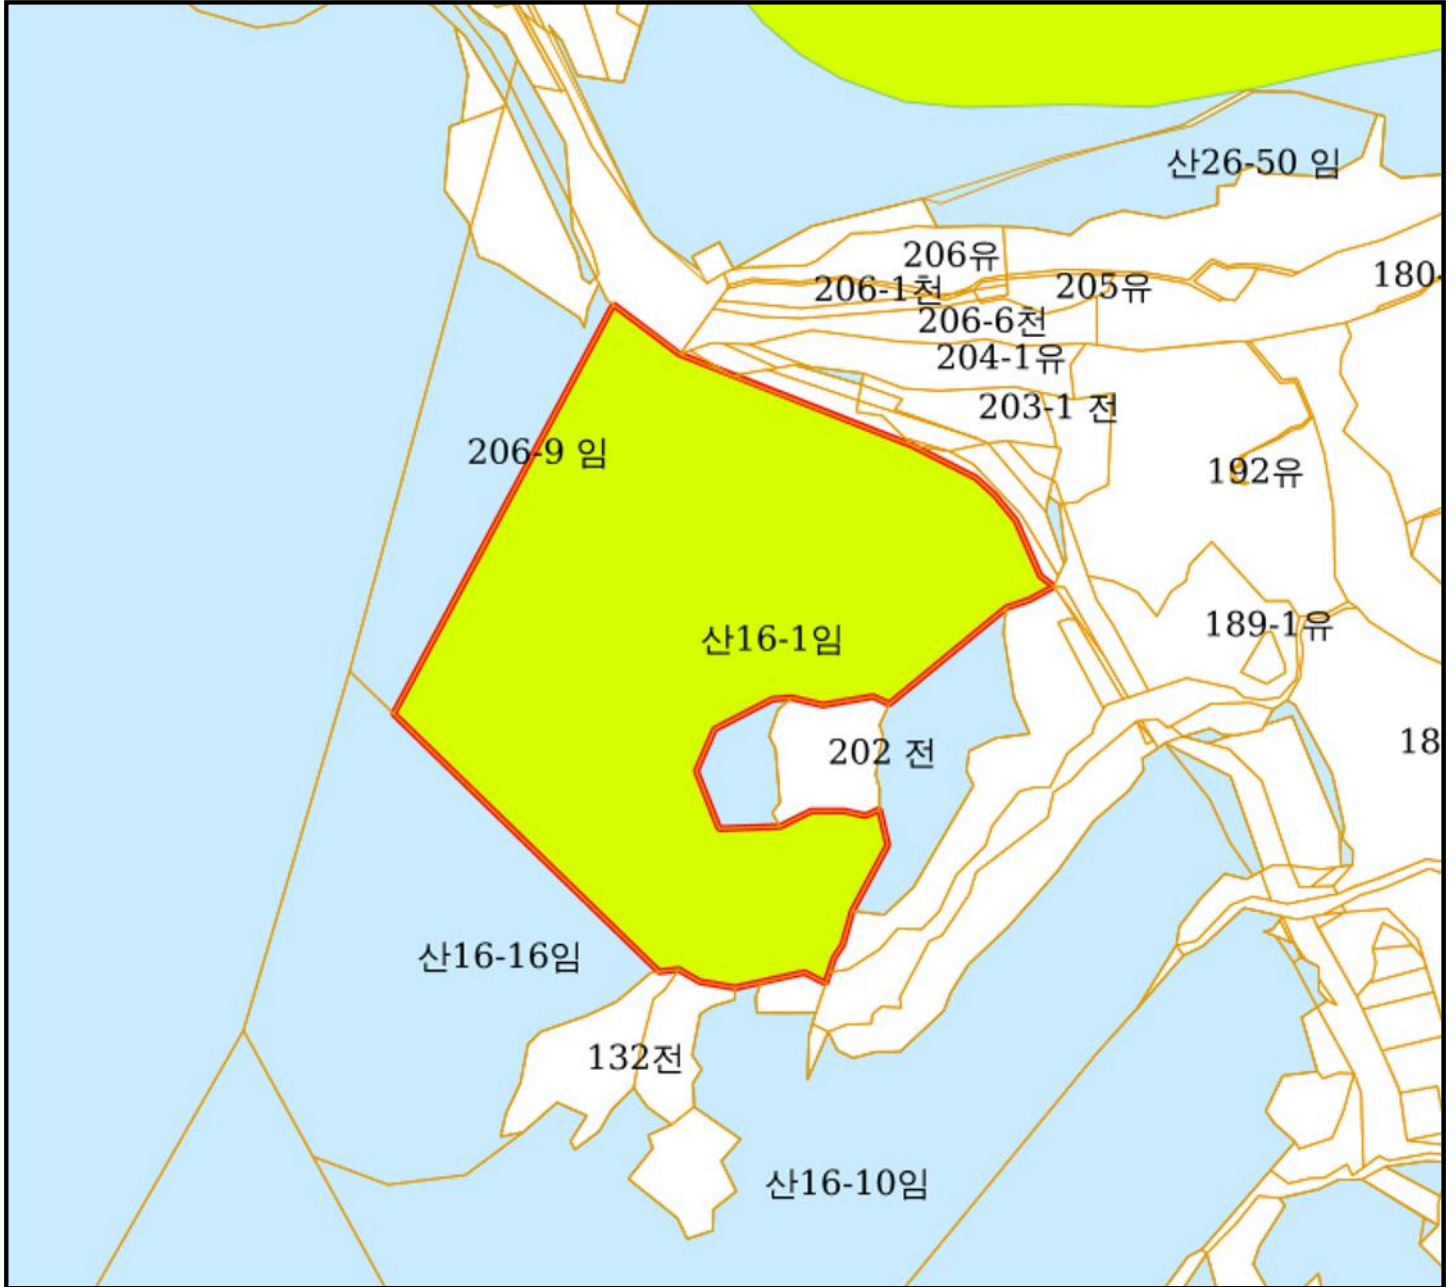 산26-50 임
206유
206-1천
205유
180-
206-6천
204-1유
203-1 전
206-9 임
192유
189-1유
산16-1임
202 전
18
산16-16임
132전
산16-10임